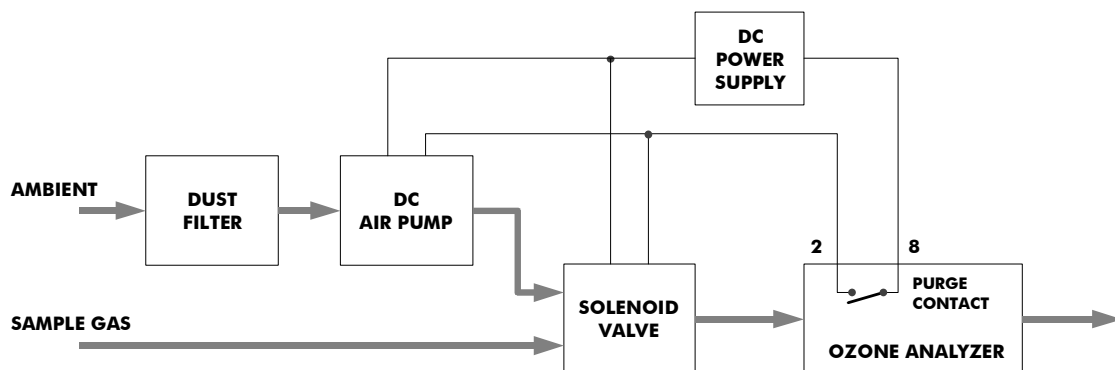 DC
POWER
SUPPLY
AMBIENT
DUST
FILTER
DC
AIR PUMP
2
8
SAMPLE GAS
SOLENOID
VALVE
PURGE
CONTACT
OZONE ANALYZER